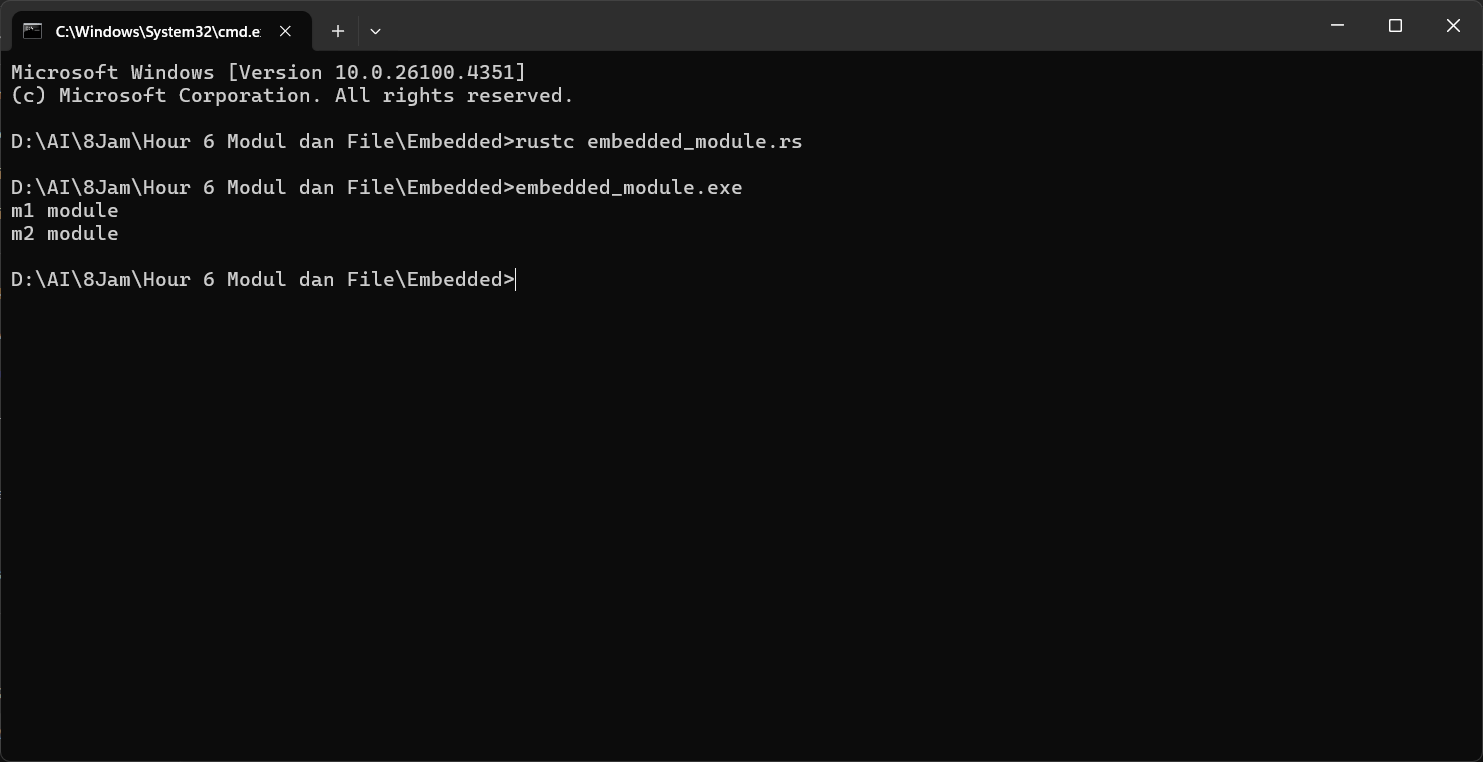 C:\Windows\System32\cmd.e
Microsoft Windows [Version 10.0.26100.4351]
(c) Microsoft Corporation. All rights reserved.
D:\AI\8Jam\Hour 6 Modul dan File\Embedded>rustc embedded_module.rs
D:\AI\8Jam\Hour 6 Modul dan File\Embedded>embedded_module.exe
m1 module
m2 module
D:\AI\8Jam\Hour 6 Modul dan File\Embedded>